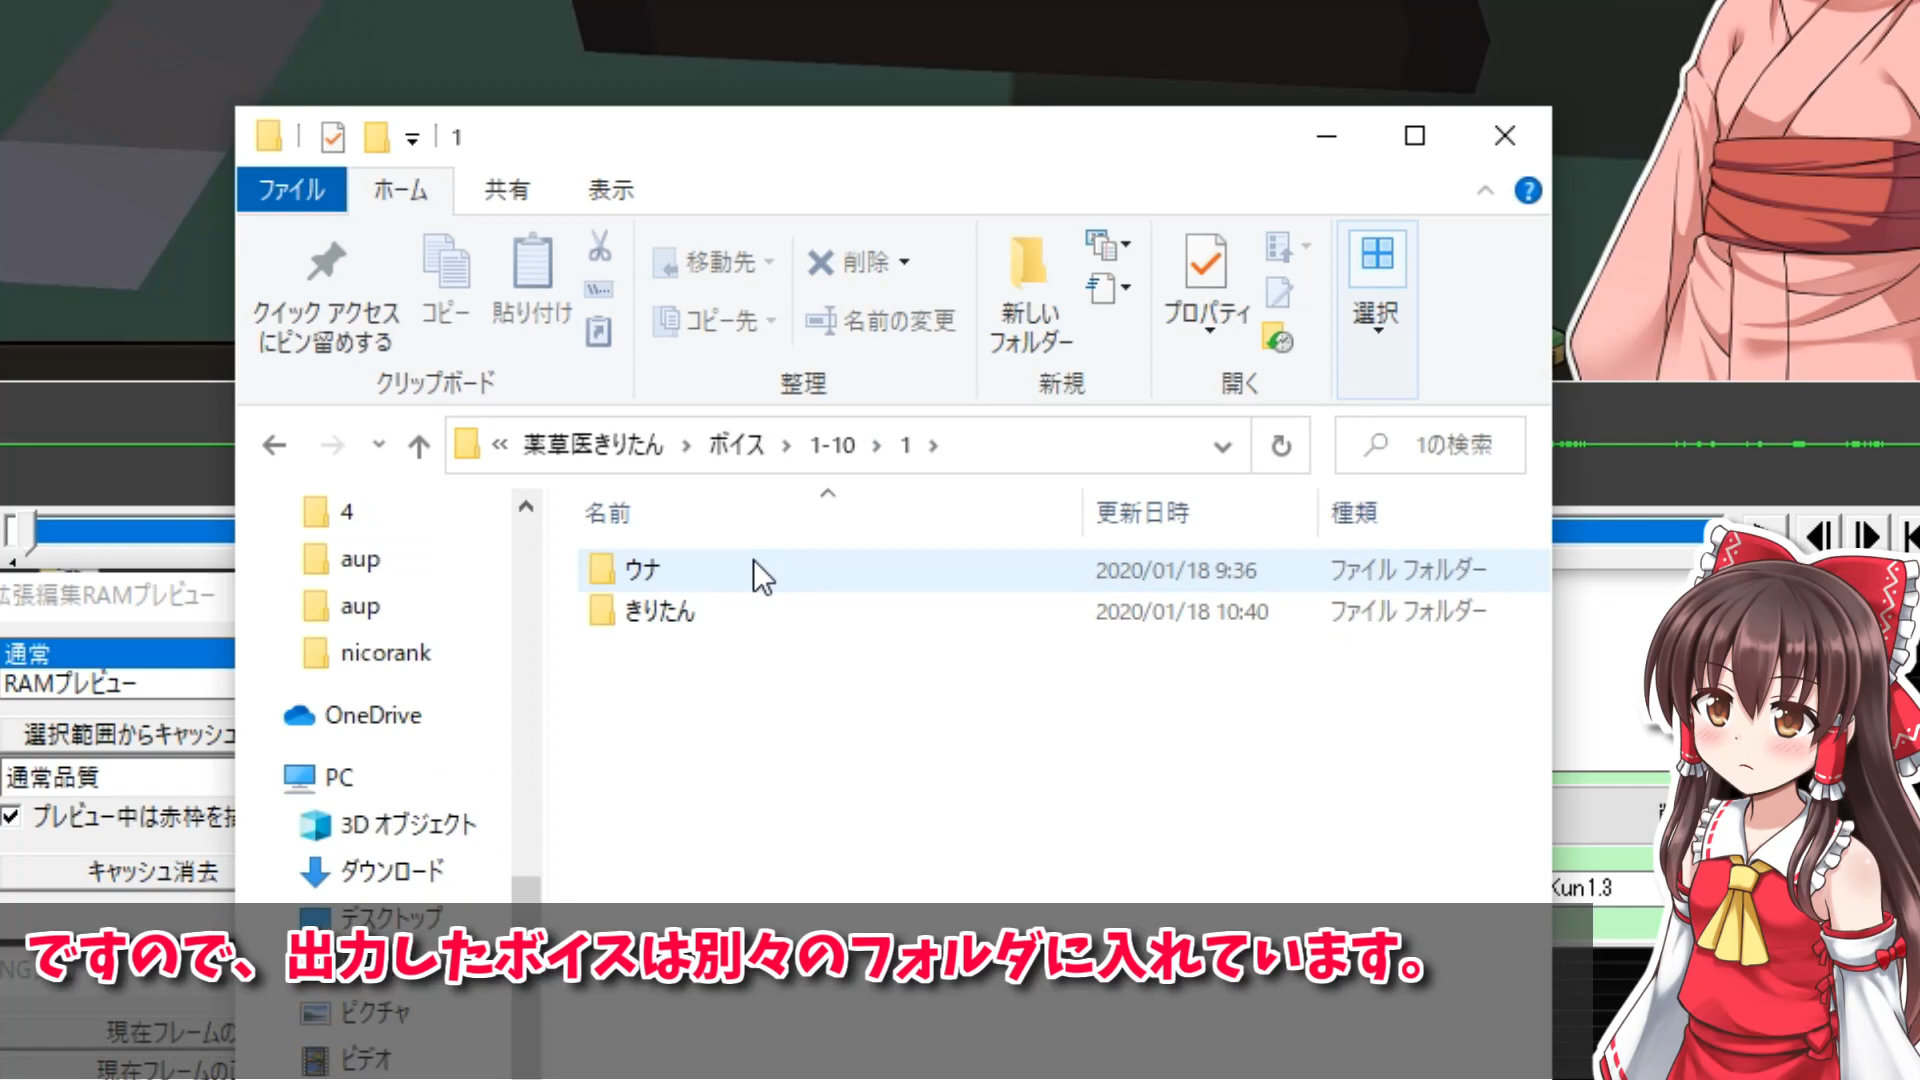 1
ファイル
ホーム
共有
表示
クイック アクセス
にピン留めする
コピー
貼り付け
移動先
コピー先
削除
名前の変更
新しい
フォルダー
プロパティ
選択
クリップボード
整理
新規
開く
« 薬草医きりたん › ボイス › 1-10 › 1 ›
1の検索
名前
更新日時
種類
ウナ
2020/01/18 9:36
ファイル フォルダー
きりたん
2020/01/18 10:40
ファイル フォルダー
4
aup
aup
nicorank
OneDrive
PC
3D オブジェクト
ダウンロード
デスクトップ
ピクチャ
ビデオ
拡張編集RAMプレビュー
通常
RAMプレビュー
選択範囲からキャッシュ
通常品質
プレビュー中は赤枠を描
キャッシュ消去
現在フレームの
現在フレームの
Kun1.3
ですので、出力したボイスは別々のフォルダに入れています。